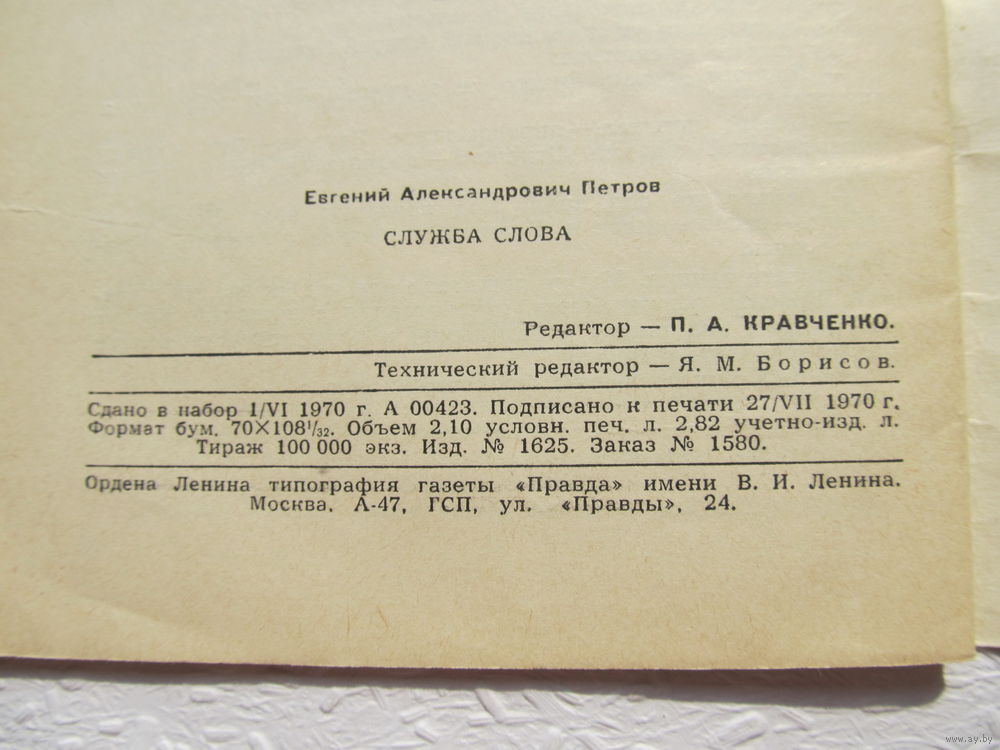 Евгений Александрович Петров
СЛУЖБА СЛОВА
Редактор — П. А. КРАВЧЕНКО.
Технический редактор — Я. М. Борисов.
Сдано в набор 1/VI 1970 г. А 00423. Подписано к печати 27/VII 1970 г.
Формат бум. 70×108¹/₃₂. Объем 2,10 условн. печ. л. 2,82 учетно-изд. л.
Тираж 100 000 экз. Изд. № 1625. Заказ № 1580.
Ордена Ленина типография газеты «Правда» имени В. И. Ленина.
Москва, А-47, ГСП, ул. «Правды», 24.
www.ay.by